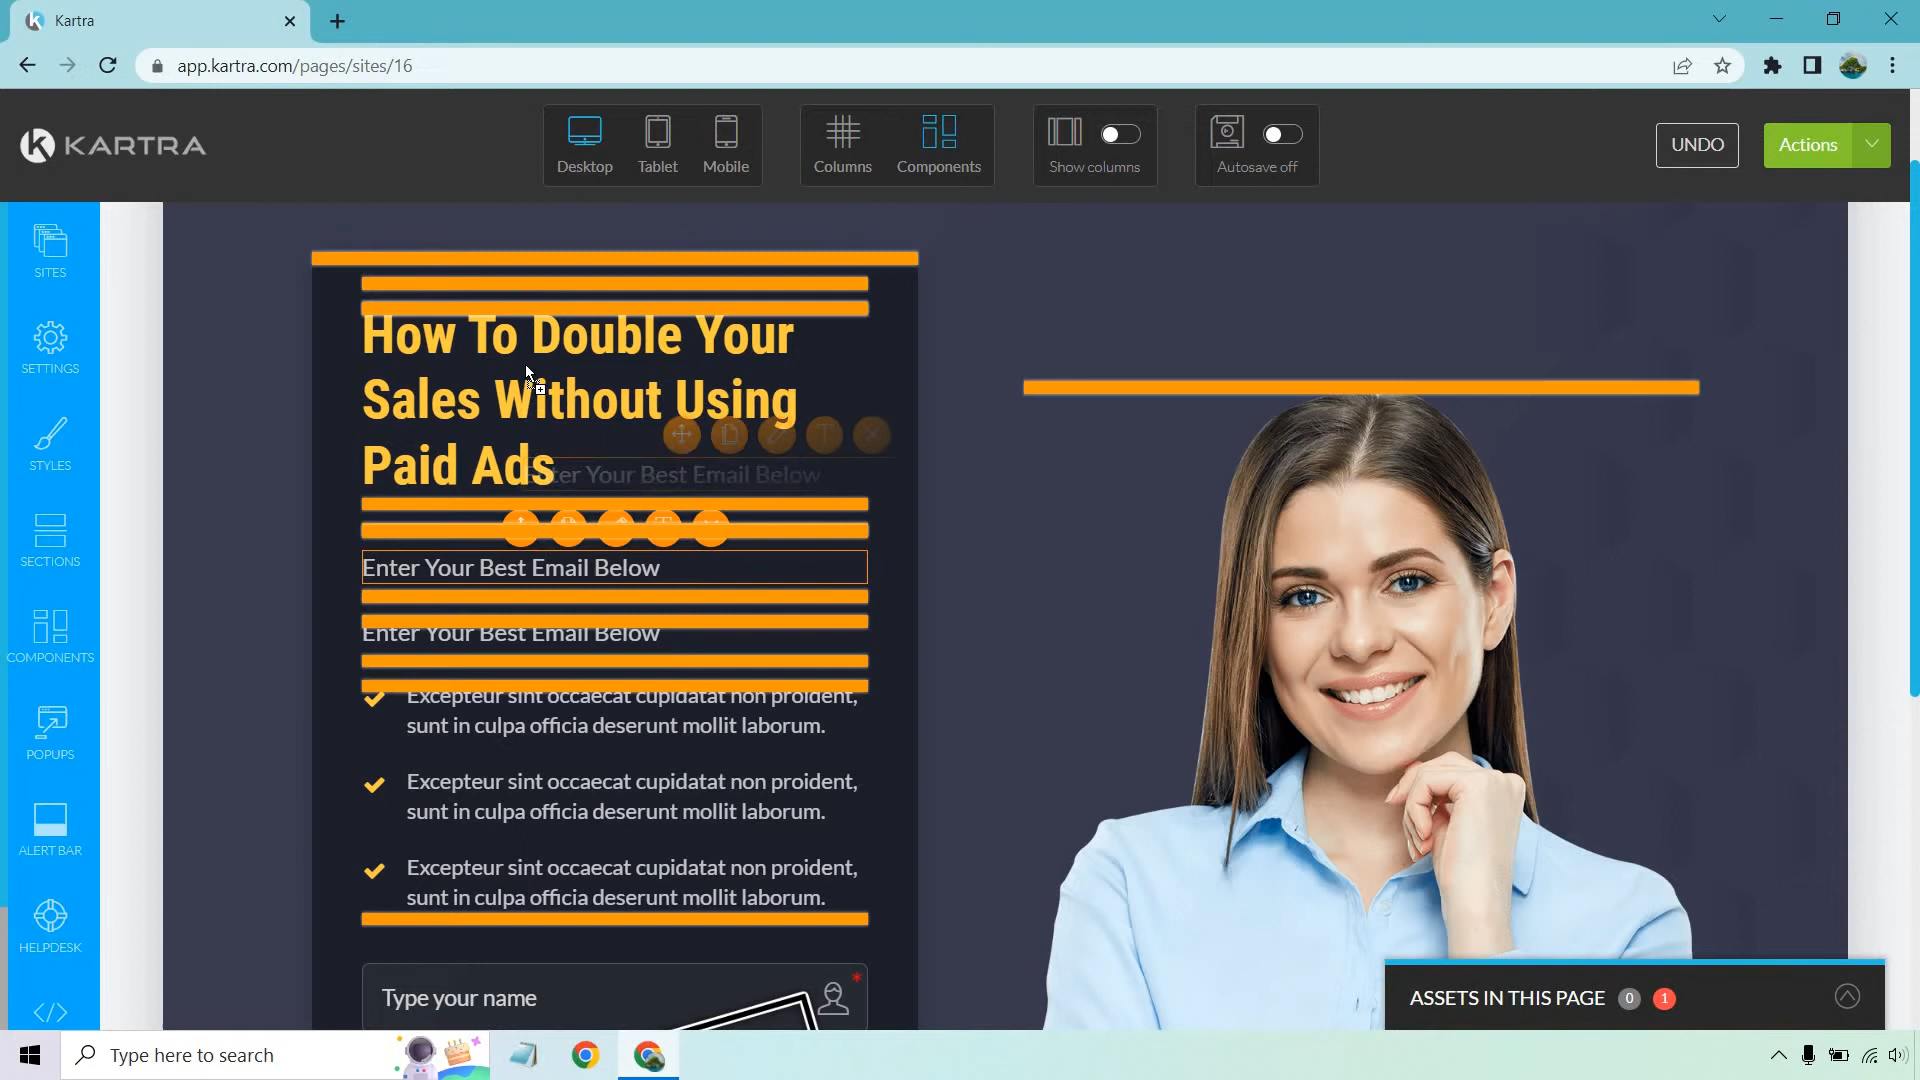 Kartra
app.kartra.com/pages/sites/16
KARTRA
Desktop
Tablet
Mobile
Columns
Components
Show columns
Autosave off
UNDO
Actions
SITES
SETTINGS
STYLES
SECTIONS
COMPONENTS
POPUPS
ALERT BAR
HELPDESK
How To Double Your
Sales Without Using
Paid Ads
Enter Your Best Email Below
Enter Your Best Email Below
Enter Your Best Email Below
Excepteur sint occaecat cupidatat non proident,
sunt in culpa officia deserunt mollit laborum.
Excepteur sint occaecat cupidatat non proident,
sunt in culpa officia deserunt mollit laborum.
Excepteur sint occaecat cupidatat non proident,
sunt in culpa officia deserunt mollit laborum.
Type your name
*
ASSETS IN THIS PAGE 0 1
Type here to search